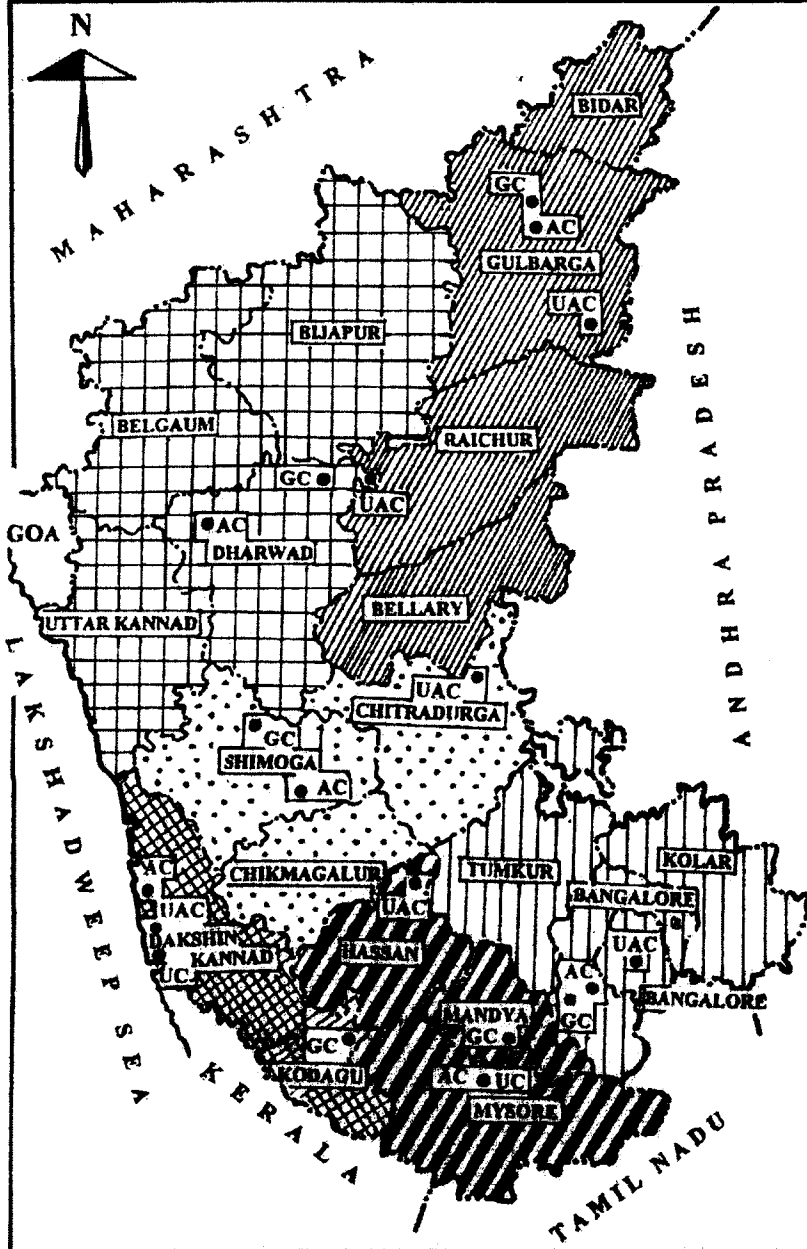 N
MAHARASHTRA
BIDAR
GC
AC
GULBARGA
UAC
BIJAPUR
BELGAUM
RAICHUR
GC
UAC
AC
DHARWAD
GOA
ANDHRA PRADESH
BELLARY
UTTAR KANNAD
UAC
CHITRADURGA
GC
SHIMOGA
AC
LAKSHADWEEP SEA
CHIKMAGALUR
TUMKUR
KOLAR
AC
UAC
BANGALORE
UAC
DAKSHIN
KANNAD
HASSAN
UAC
UC
AC
GC
BANGALORE
MANDYA
GC
GC
KODAGU
AC
UC
MYSORE
KERALA
TAMIL NADU